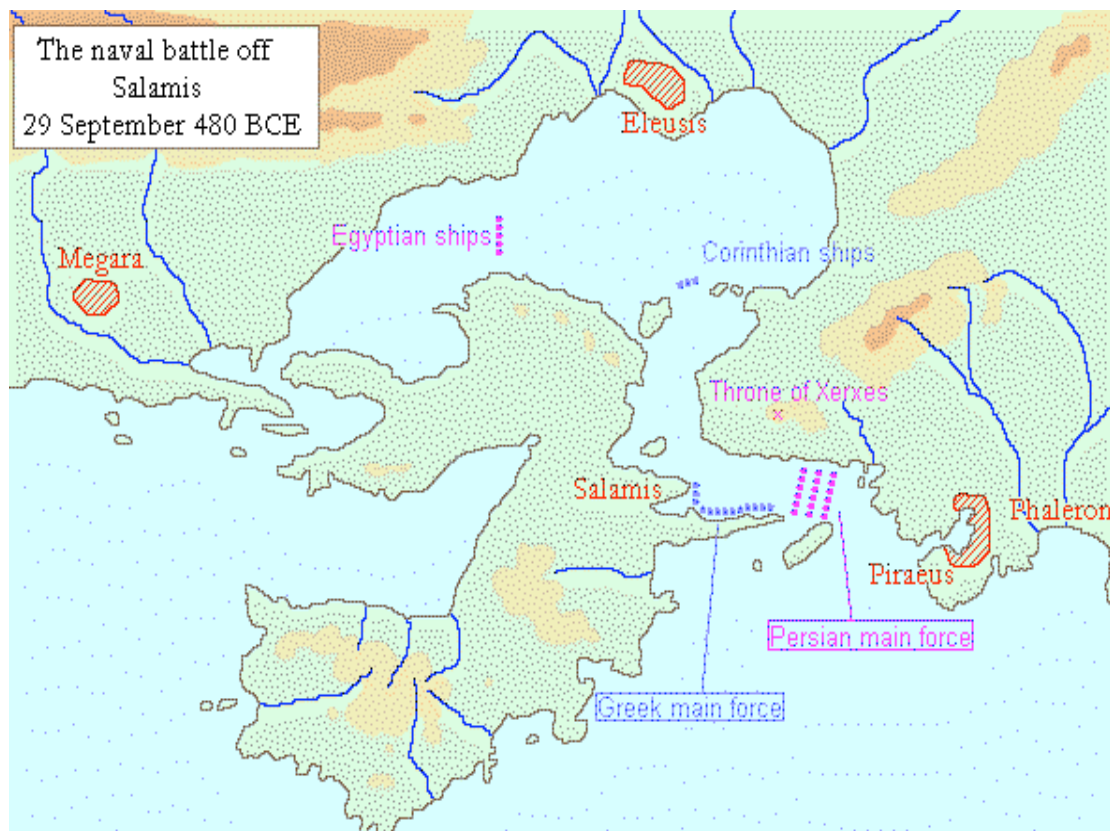 The naval battle off
Salamis
29 September 480 BCE
Eleusis
Egyptian ships
Corinthian ships
Megara
Throne of Xerxes
x
Salamis
Phaleron
Piraeus
Persian main force
Greek main force